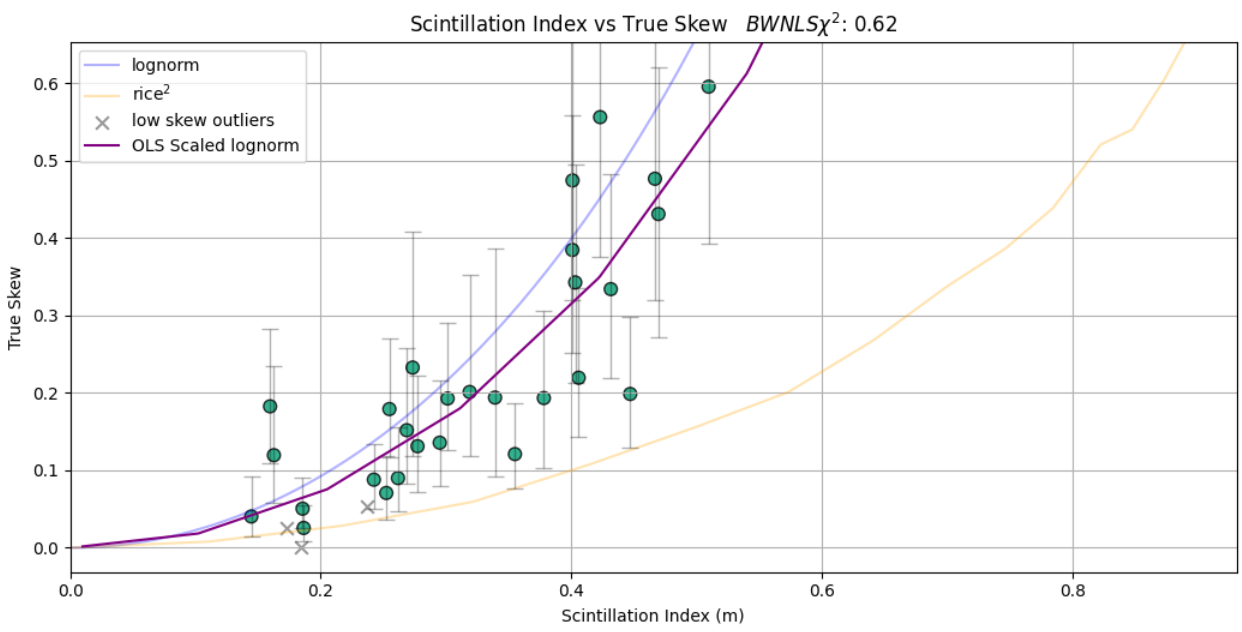 Scintillation Index vs True Skew BWNLSχ²: 0.62
lognorm
rice²
low skew outliers
OLS Scaled lognorm
True Skew
0.6
0.5
0.4
0.3
0.2
0.1
0.0
0.0 0.2 0.4 0.6 0.8
Scintillation Index (m)